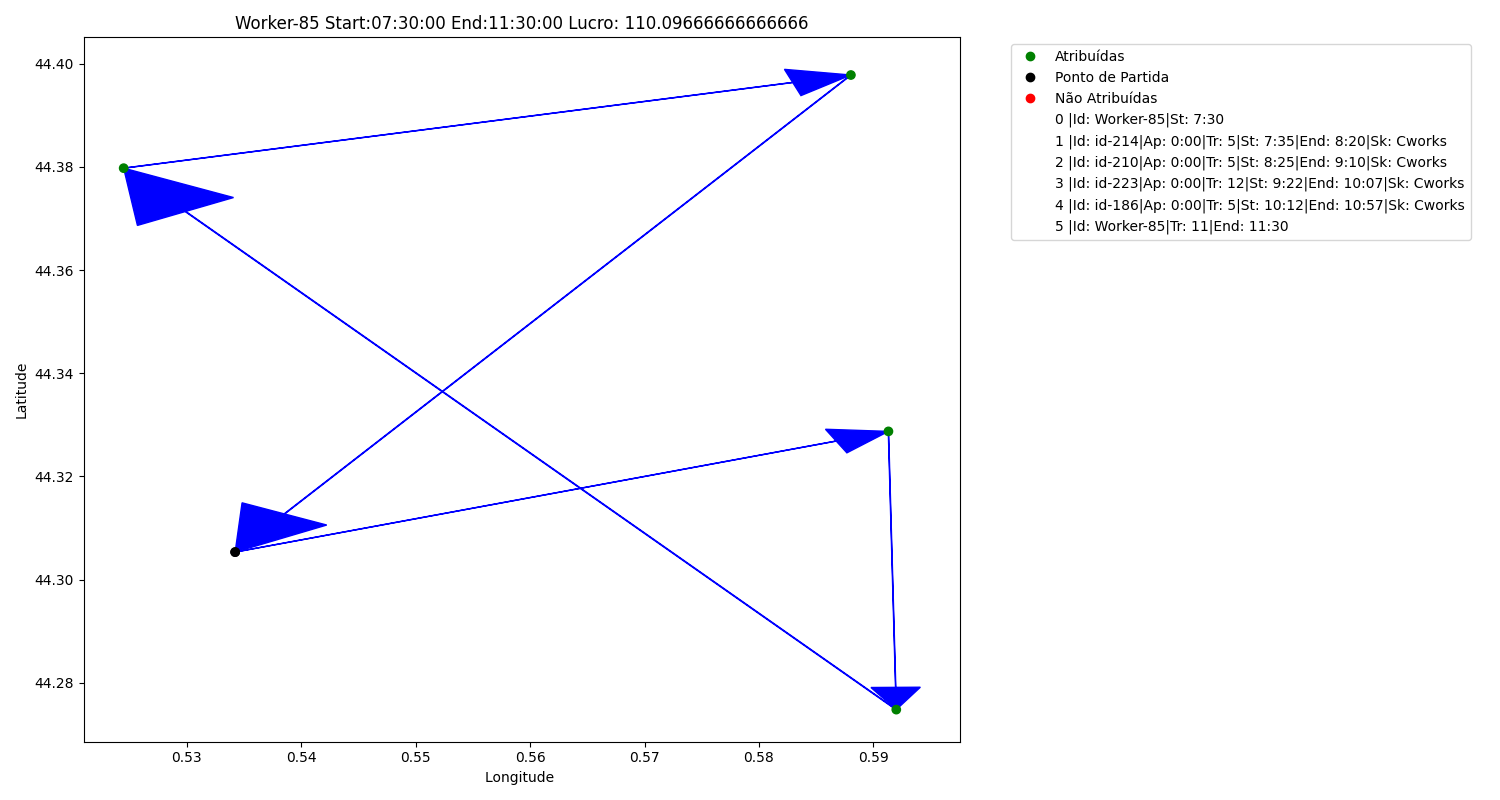 Worker-85 Start:07:30:00 End:11:30:00 Lucro: 110.09666666666666
44.40
44.38
44.36
44.34
44.32
44.30
44.28
Latitude
0.53 0.54 0.55 0.56 0.57 0.58 0.59
Longitude
Atribuídas
Ponto de Partida
Não Atribuídas
0 |Id: Worker-85|St: 7:30
1 |Id: id-214|Ap: 0:00|Tr: 5|St: 7:35|End: 8:20|Sk: Cworks
2 |Id: id-210|Ap: 0:00|Tr: 5|St: 8:25|End: 9:10|Sk: Cworks
3 |Id: id-223|Ap: 0:00|Tr: 12|St: 9:22|End: 10:07|Sk: Cworks
4 |Id: id-186|Ap: 0:00|Tr: 5|St: 10:12|End: 10:57|Sk: Cworks
5 |Id: Worker-85|Tr: 11|End: 11:30